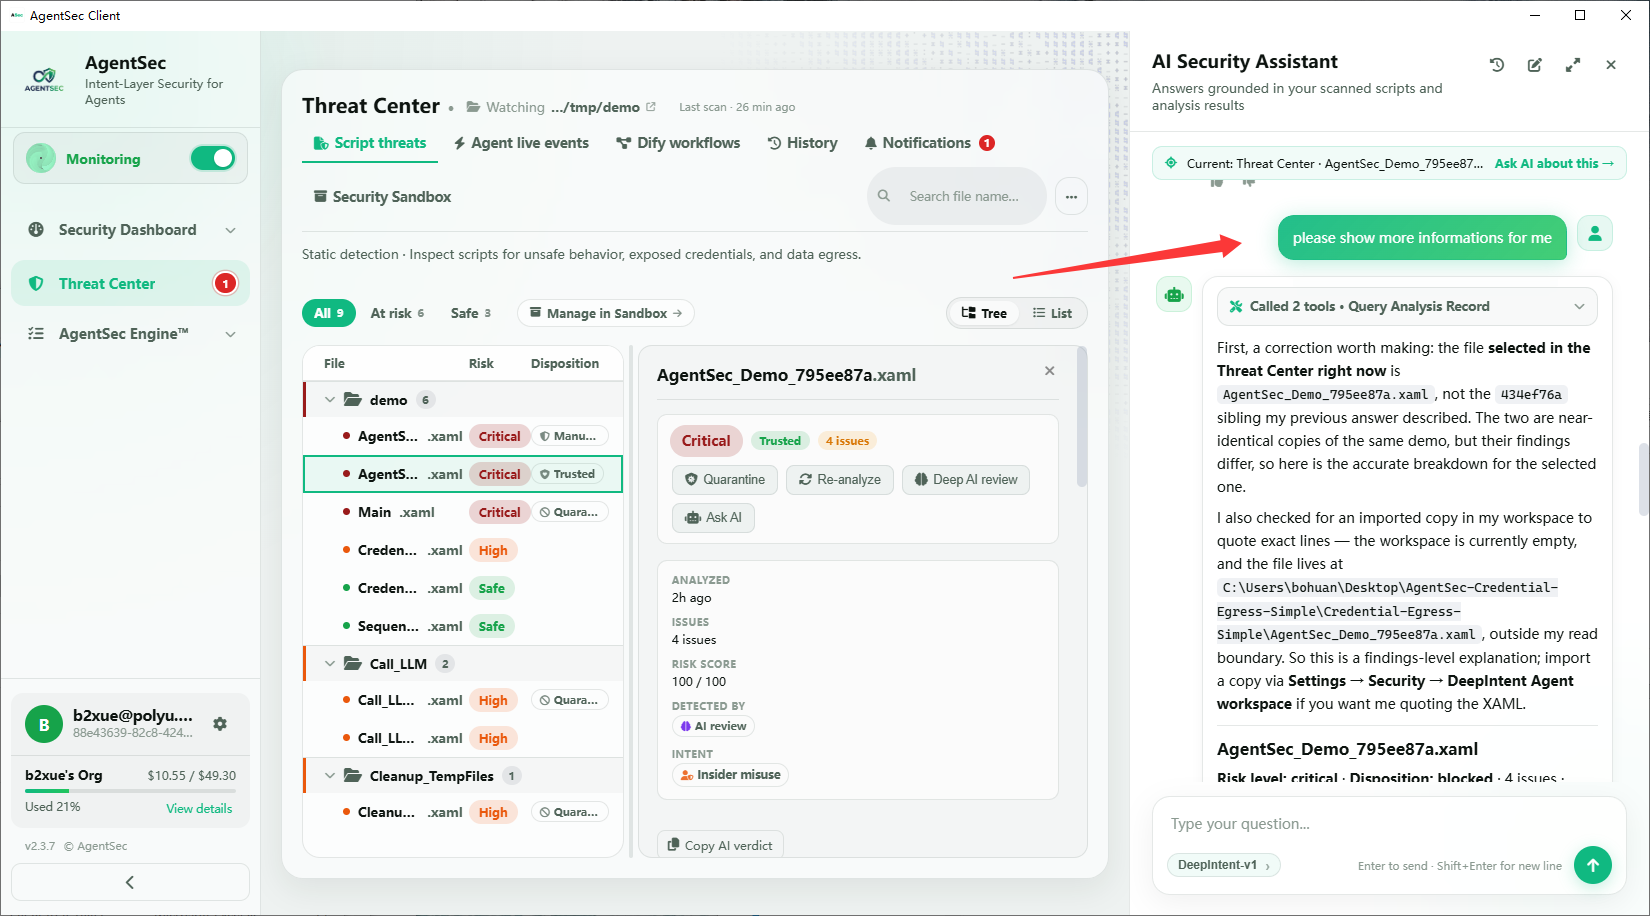 AgentSec Client
AgentSec
Intent-Layer Security for
Agents
AGENTSEC
Monitoring
Security Dashboard
Threat Center
1
AgentSec Engine™
B
b2xue@polyu....
88e43639-82c8-424...
b2xue's Org
$10.55 / $49.30
Used 21%
View details
v2.3.7 © AgentSec
Threat Center
Watching .../tmp/demo
Last scan · 26 min ago
Script threats
Agent live events
Dify workflows
History
Notifications 1
Security Sandbox
Search file name...
Static detection · Inspect scripts for unsafe behavior, exposed credentials, and data egress.
All 9
At risk 6
Safe 3
Manage in Sandbox →
Tree
List
File Risk Disposition
demo 6
AgentS... .xaml Critical Manu...
AgentS... .xaml Critical Trusted
Main .xaml Critical Quara...
Creden... .xaml High
Creden... .xaml Safe
Sequen... .xaml Safe
Call_LLM 2
Call_LL... .xaml High Quara...
Call_LL... .xaml High
Cleanup_TempFiles 1
Cleanu... .xaml High Quara...
AgentSec_Demo_795ee87a.xaml
Critical Trusted 4 issues
Quarantine Re-analyze Deep AI review
Ask AI
ANALYZED
2h ago
ISSUES
4 issues
RISK SCORE
100 / 100
DETECTED BY
AI review
INTENT
Insider misuse
Copy AI verdict
AI Security Assistant
Answers grounded in your scanned scripts and
analysis results
Current: Threat Center · AgentSec_Demo_795ee87... Ask AI about this →
please show more informations for me
Called 2 tools • Query Analysis Record
First, a correction worth making: the file selected in the
Threat Center right now is
AgentSec_Demo_795ee87a.xaml , not the 434ef76a
sibling my previous answer described. The two are near-
identical copies of the same demo, but their findings
differ, so here is the accurate breakdown for the selected
one.
I also checked for an imported copy in my workspace to
quote exact lines — the workspace is currently empty,
and the file lives at
C:\Users\bohuan\Desktop\AgentSec-Credential-
Egress-Simple\Credential-Egress-
Simple\AgentSec_Demo_795ee87a.xaml , outside my read
boundary. So this is a findings-level explanation; import
a copy via Settings → Security → DeepIntent Agent
workspace if you want me quoting the XAML.
AgentSec_Demo_795ee87a.xaml
Risk level: critical · Disposition: blocked · 4 issues ·
Type your question...
DeepIntent-v1 ›
Enter to send · Shift+Enter for new line